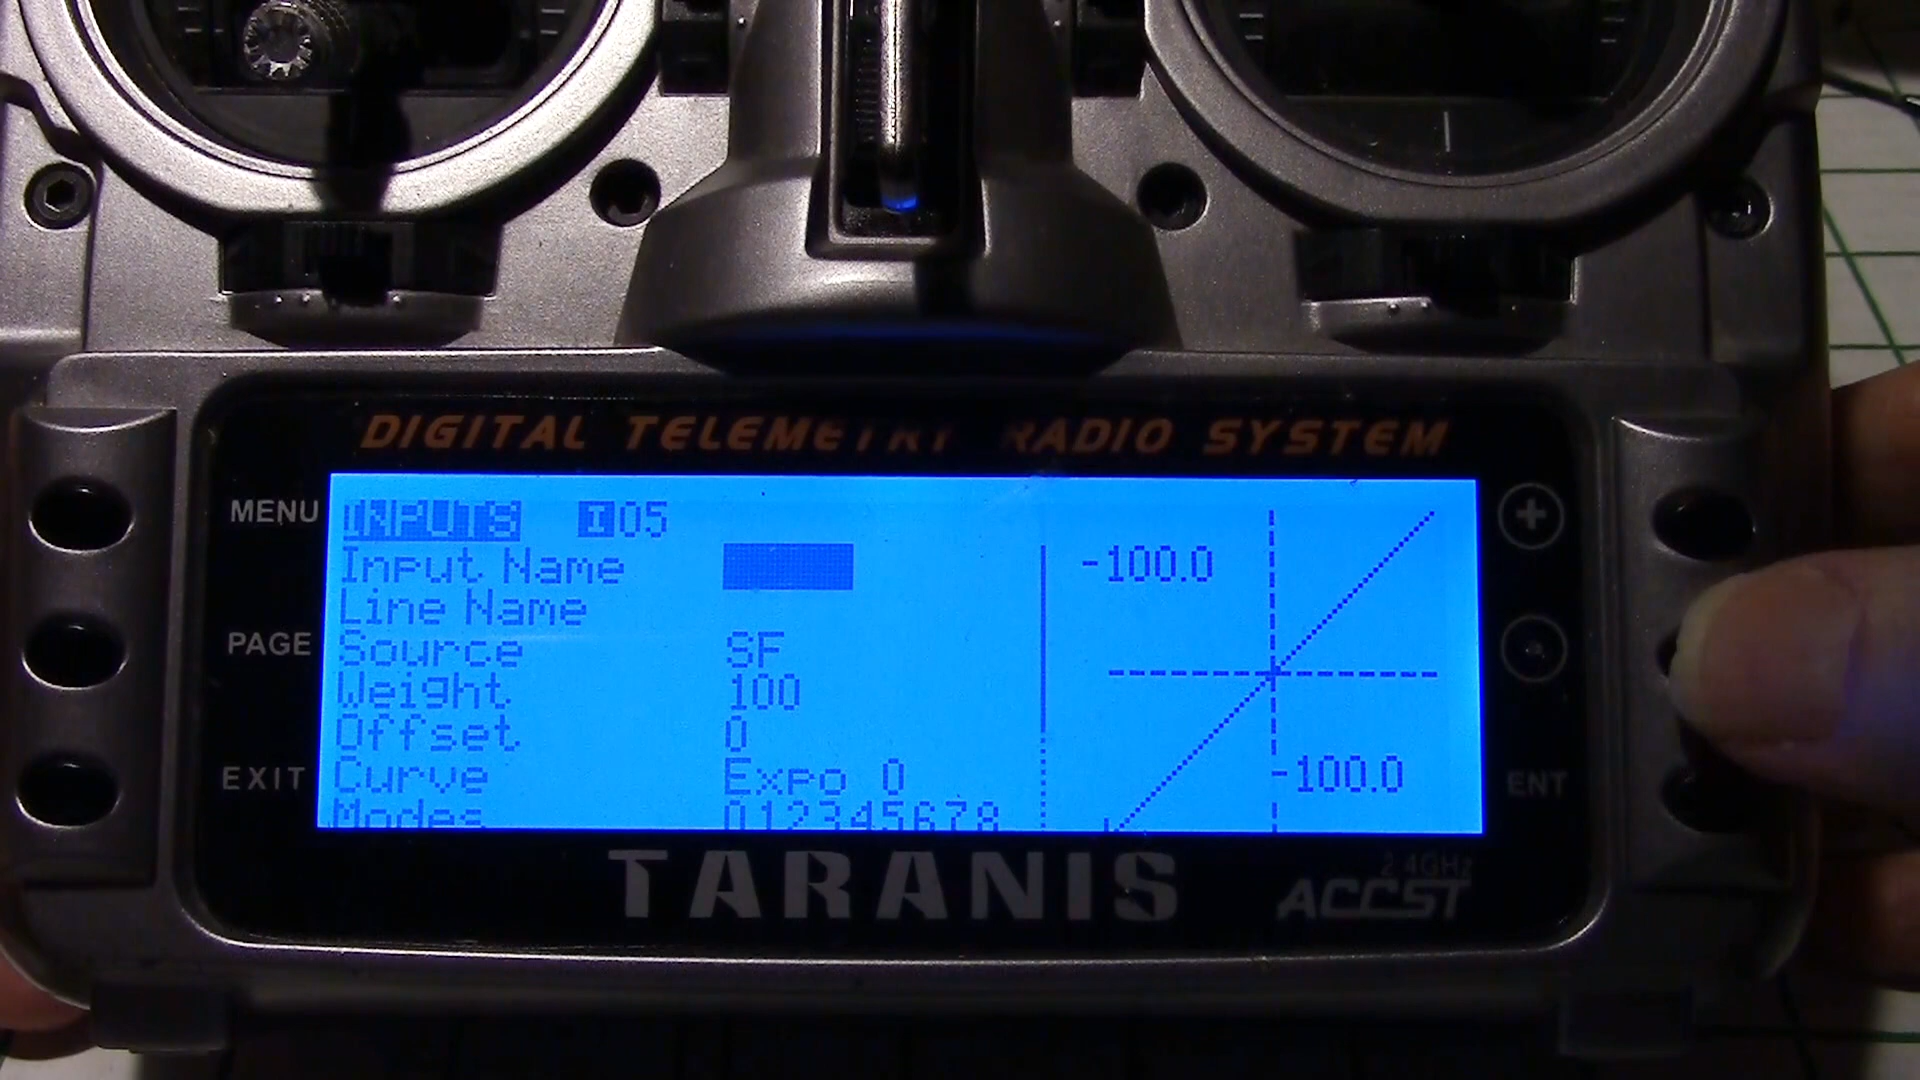 DIGITAL TELEMETRY RADIO SYSTEM
MENU
PAGE
EXIT
INPUTS I05
Input Name
Line Name
Source SF
Weight 100
Offset 0
Curve Expo 0
Modes 012345678
-100.0
-100.0
+
-
ENT
TARANIS
2.4GHz
ACCST